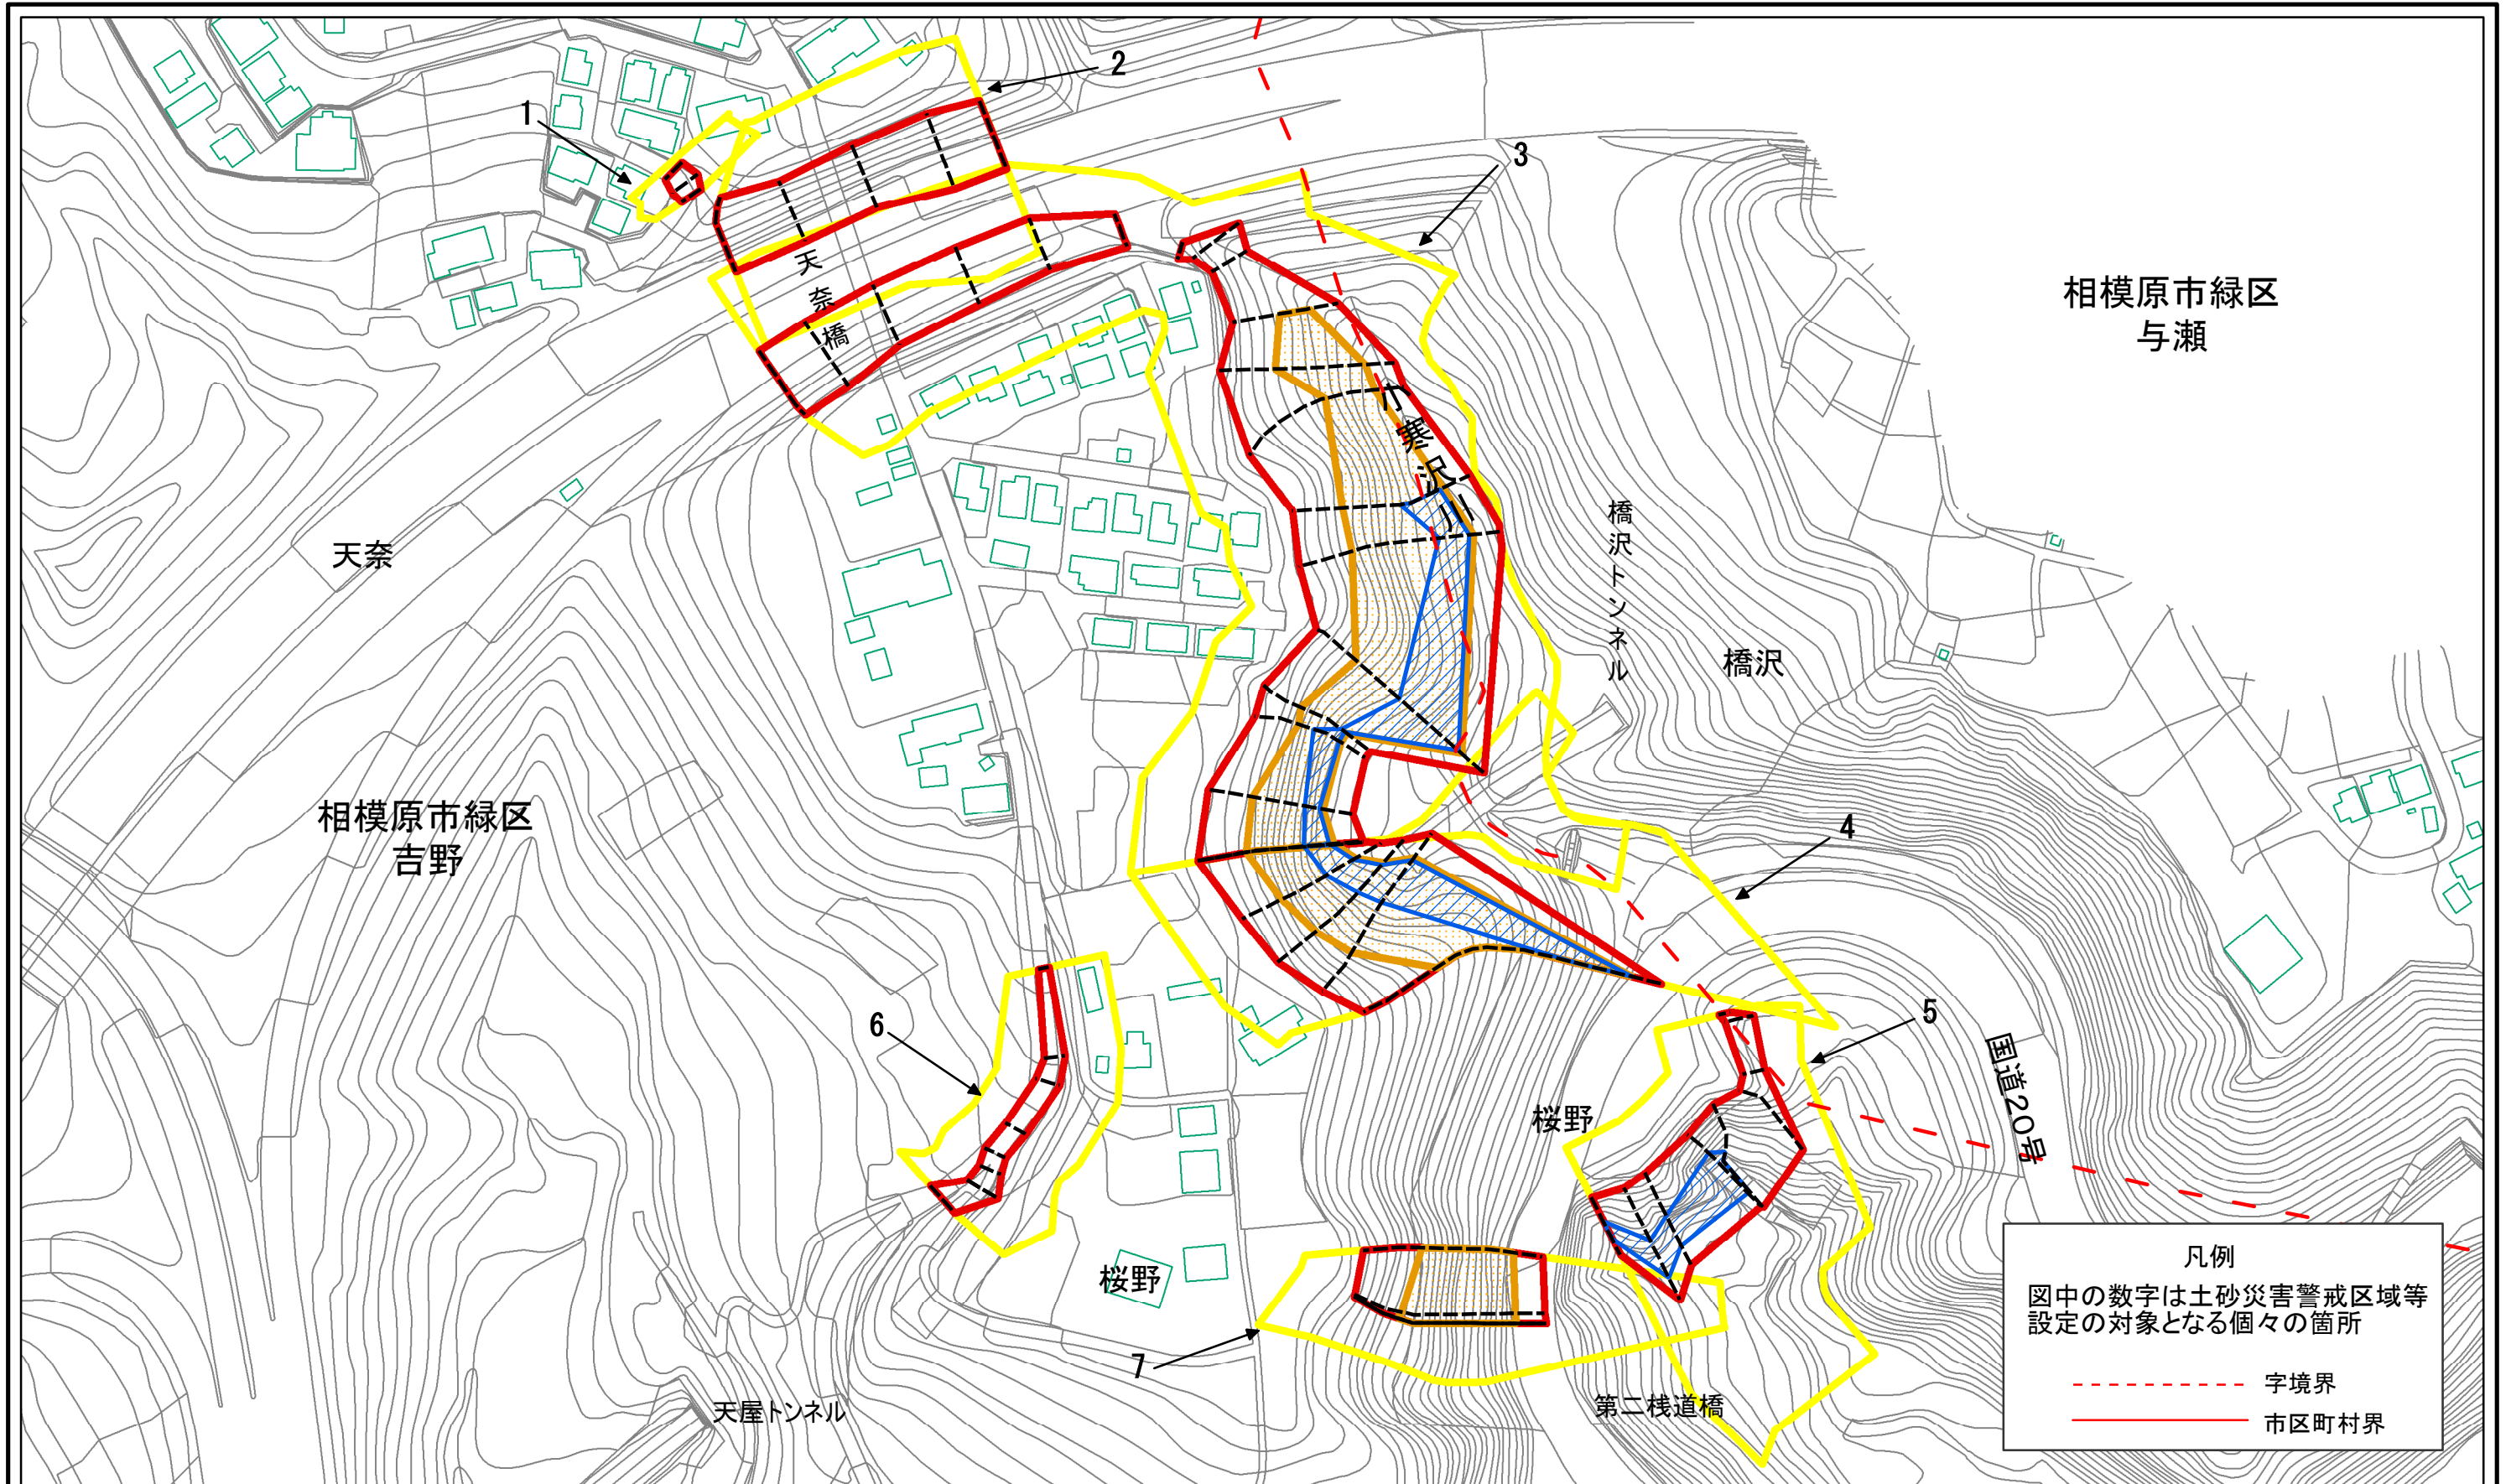 1
2
3
天奈橋
相模原市緑区
与瀬
小寒沢川
橋沢トンネル
天奈
橋沢
相模原市緑区
吉野
4
5
6
国道20号
桜野
桜野
7
天屋トンネル
第二桟道橋
凡例
図中の数字は土砂災害警戒区域等
設定の対象となる個々の箇所
字境界
市区町村界